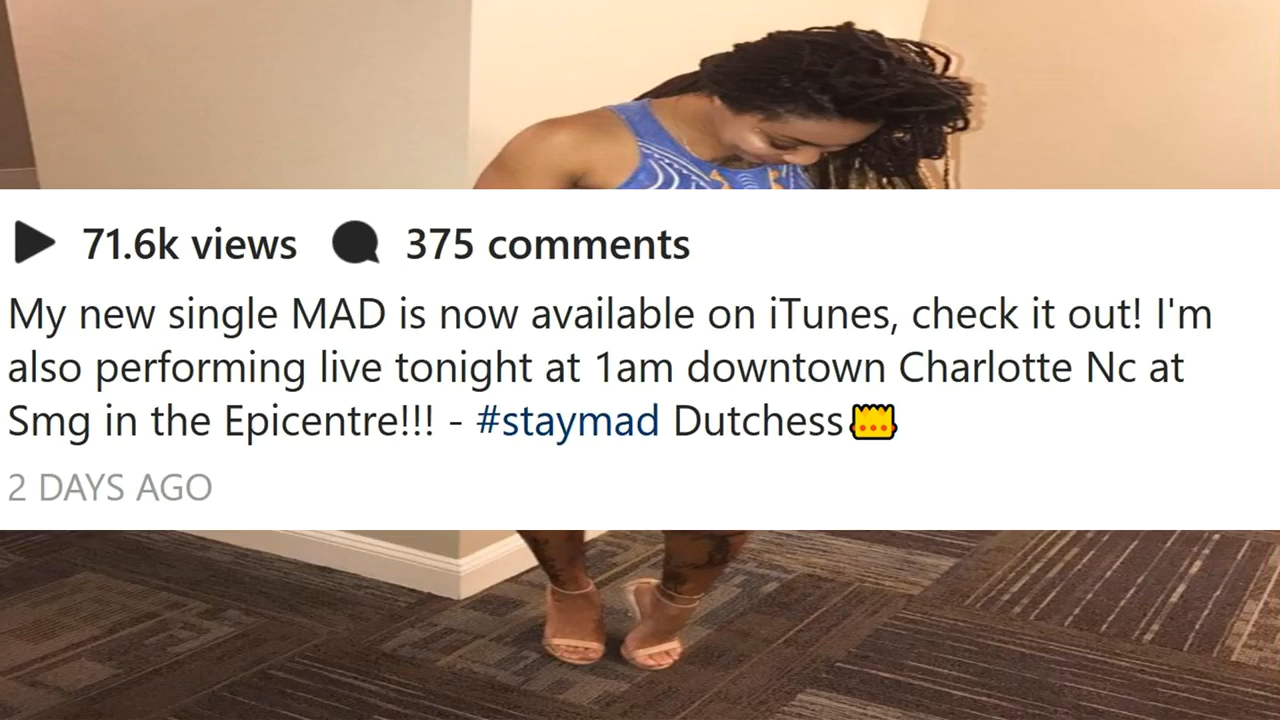 71.6k views 375 comments
My new single MAD is now available on iTunes, check it out! I'm
also performing live tonight at 1am downtown Charlotte Nc at
Smg in the Epicentre!!! - #staymad Dutchess
2 DAYS AGO